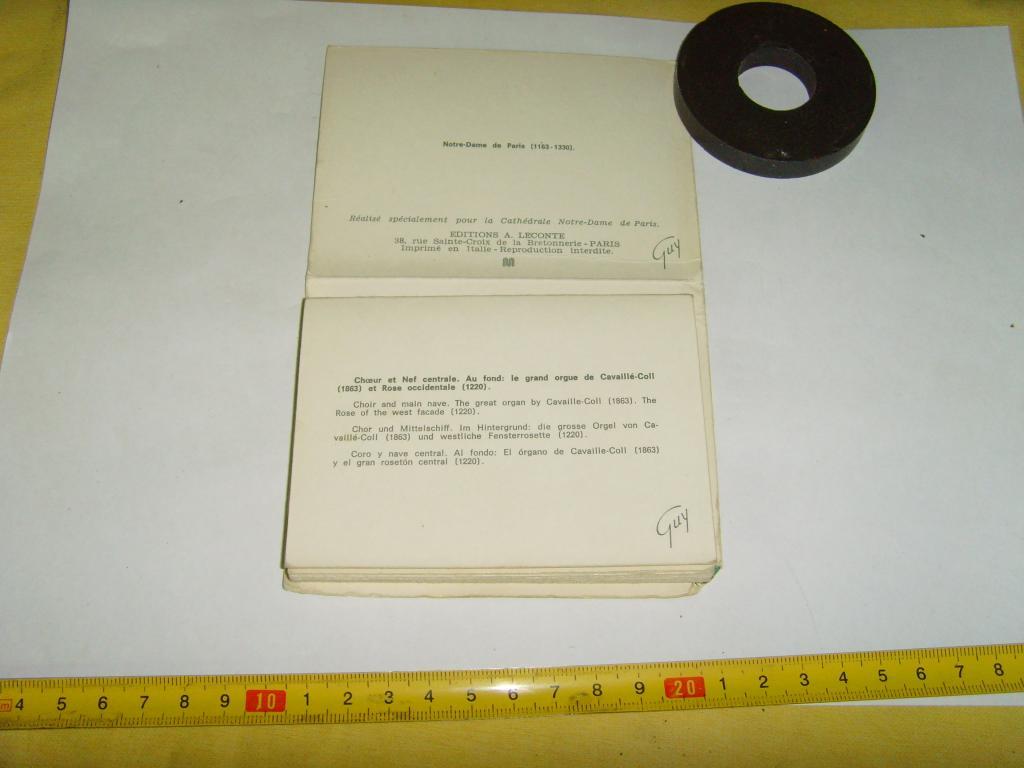 Notre-Dame de Paris (1163-1330).
Réalisé spécialement pour la Cathédrale Notre-Dame de Paris.
EDITIONS A. LECONTE
38, rue Sainte-Croix de la Bretonnerie - PARIS
Imprimé en Italie - Reproduction interdite.
Guy
Chœur et Nef centrale. Au fond: le grand orgue de Cavaillé-Coll
(1863) et Rose occidentale (1220).
Choir and main nave. The great organ by Cavaille-Coll (1863). The
Rose of the west facade (1220).
Chor und Mittelschiff. Im Hintergrund: die grosse Orgel von Ca-
vaillé-Coll (1863) und westliche Fensterrosette (1220).
Coro y nave central. Al fondo: El órgano de Cavaille-Coll (1863)
y el gran rosetón central (1220).
Guy
m 4 5 6 7 8 9 10 1 2 3 4 5 6 7 8 9 20 1 2 3 4 5 6 7 8